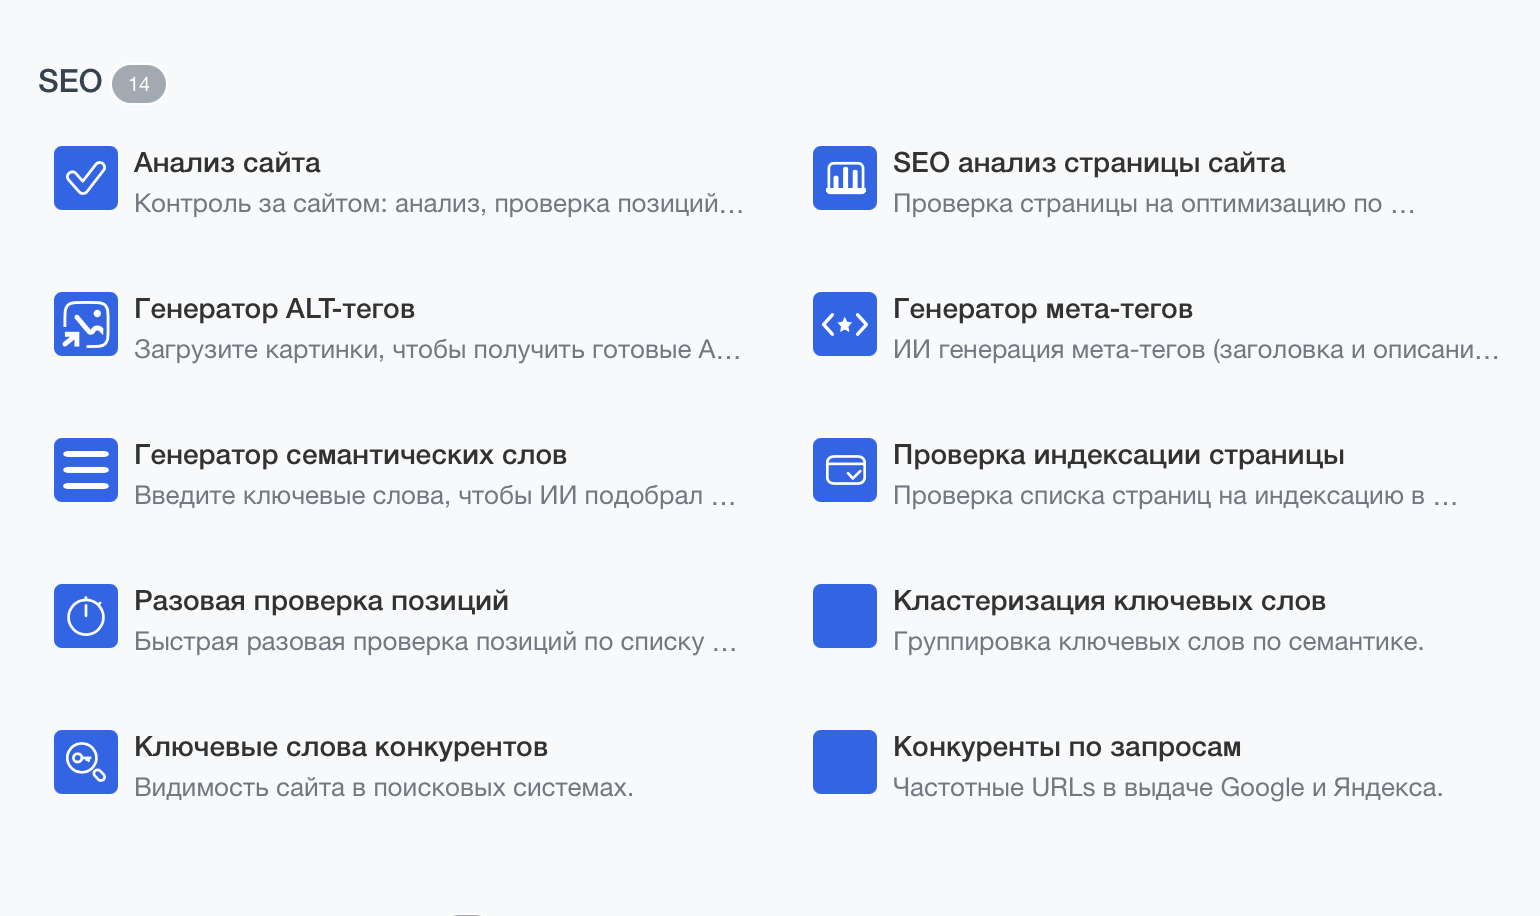 SEO 14
Анализ сайта
Контроль за сайтом: анализ, проверка позиций...
SEO анализ страницы сайта
Проверка страницы на оптимизацию по ...
Генератор ALT-тегов
Загрузите картинки, чтобы получить готовые A...
Генератор мета-тегов
ИИ генерация мета-тегов (заголовка и описани...
Генератор семантических слов
Введите ключевые слова, чтобы ИИ подобрал ...
Проверка индексации страницы
Проверка списка страниц на индексацию в ...
Разовая проверка позиций
Быстрая разовая проверка позиций по списку ...
Кластеризация ключевых слов
Группировка ключевых слов по семантике.
Ключевые слова конкурентов
Видимость сайта в поисковых системах.
Конкуренты по запросам
Частотные URLs в выдаче Google и Яндекса.